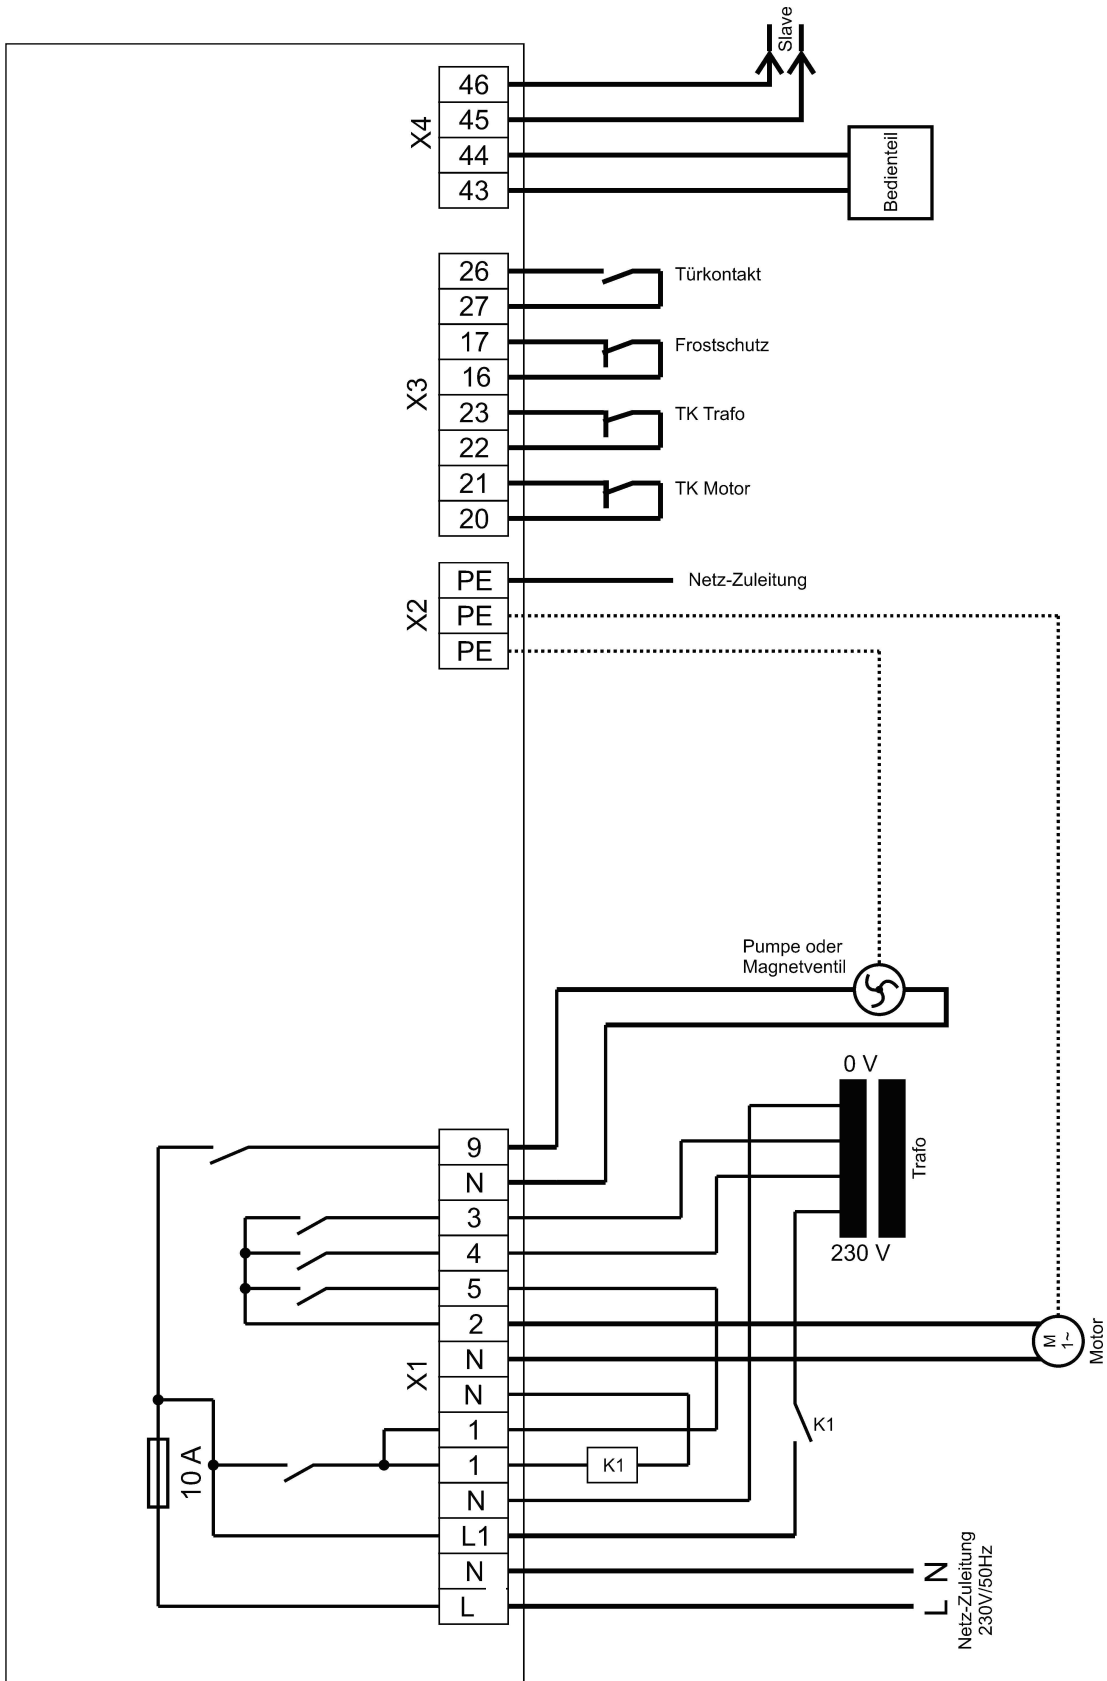 Slave
46
45
44
43
X4
Bedienteil
26
27
17
16
23
22
21
20
X3
Türkontakt
Frostschutz
TK Trafo
TK Motor
PE
PE
PE
X2
Netz-Zuleitung
Pumpe oder
Magnetventil
0 V
Trafo
230 V
9
N
3
4
5
2
N
N
1
1
N
L1
N
L
X1
M
1~
Motor
K1
K1
10 A
L N
Netz-Zuleitung
230V/50Hz